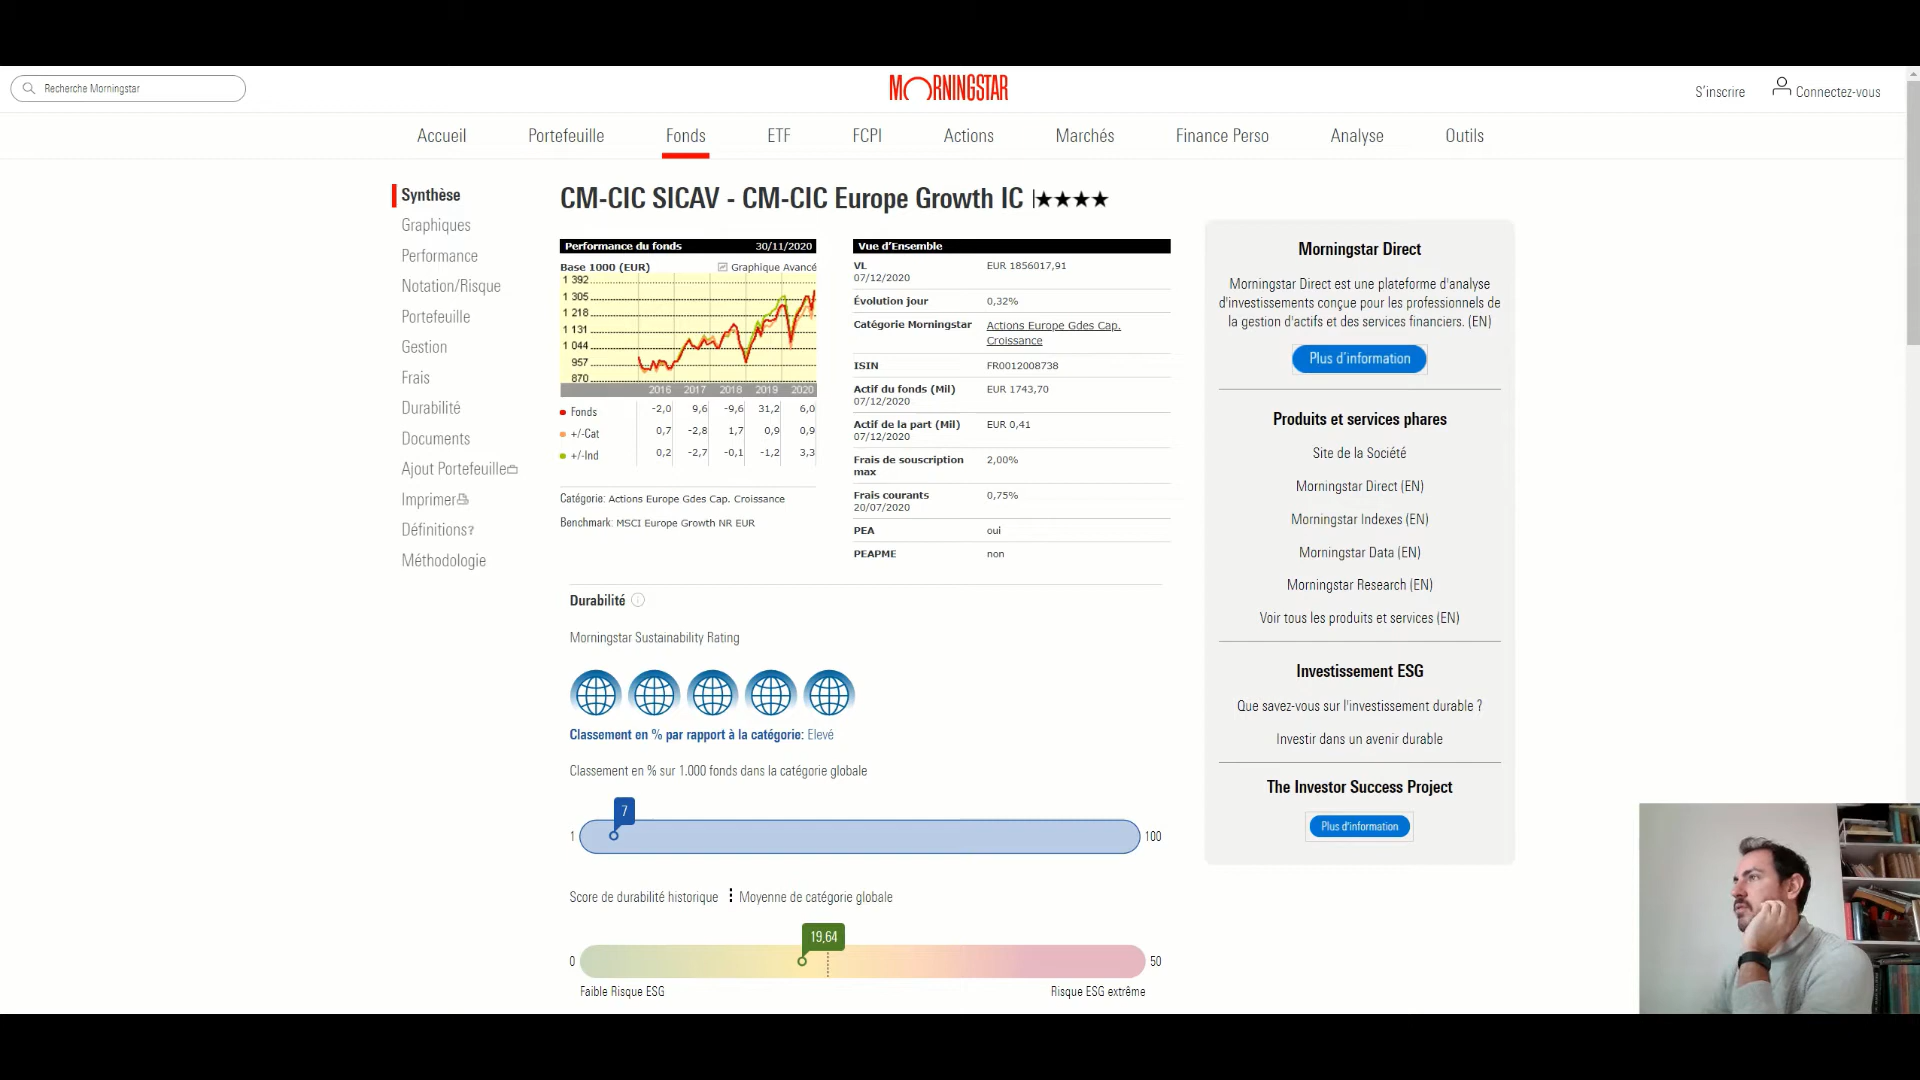 Recherche Morningstar
MORNINGSTAR
S'inscrire
Connectez-vous
Accueil
Portefeuille
Fonds
ETF
FCPI
Actions
Marchés
Finance Perso
Analyse
Outils
Synthèse
Graphiques
Performance
Notation/Risque
Portefeuille
Gestion
Frais
Durabilité
Documents
Ajout Portefeuille
Imprimer
Définitions?
Méthodologie
CM-CIC SICAV - CM-CIC Europe Growth IC |★★★★
Performance du fonds 30/11/2020
Base 1000 (EUR) Graphique Avancé
1 392
1 305
1 218
1 131
1 044
957
870
2016 2017 2018 2019 2020
Fonds -2,0 9,6 -9,6 31,2 6,0
+/-Cat 0,7 -2,8 1,7 0,9 0,9
+/-Ind 0,2 -2,7 -0,1 -1,2 3,3
Catégorie: Actions Europe Gdes Cap. Croissance
Benchmark: MSCI Europe Growth NR EUR
Vue d'Ensemble
VL EUR 1856017,91
07/12/2020
Évolution jour 0,32%
Catégorie Morningstar Actions Europe Gdes Cap.
Croissance
ISIN FR0012008738
Actif du fonds (Mil) EUR 1743,70
07/12/2020
Actif de la part (Mil) EUR 0,41
07/12/2020
Frais de souscription 2,00%
max
Frais courants 0,75%
20/07/2020
PEA oui
PEAPME non
Durabilité
Morningstar Sustainability Rating
Classement en % par rapport à la catégorie: Elevé
Classement en % sur 1.000 fonds dans la catégorie globale
7
1 100
Score de durabilité historique Moyenne de catégorie globale
19,64
0 50
Faible Risque ESG Risque ESG extrême
Morningstar Direct
Morningstar Direct est une plateforme d'analyse
d'investissements conçue pour les professionnels de
la gestion d'actifs et des services financiers. (EN)
Plus d'information
Produits et services phares
Site de la Société
Morningstar Direct (EN)
Morningstar Indexes (EN)
Morningstar Data (EN)
Morningstar Research (EN)
Voir tous les produits et services (EN)
Investissement ESG
Que savez-vous sur l'investissement durable ?
Investir dans un avenir durable
The Investor Success Project
Plus d'information